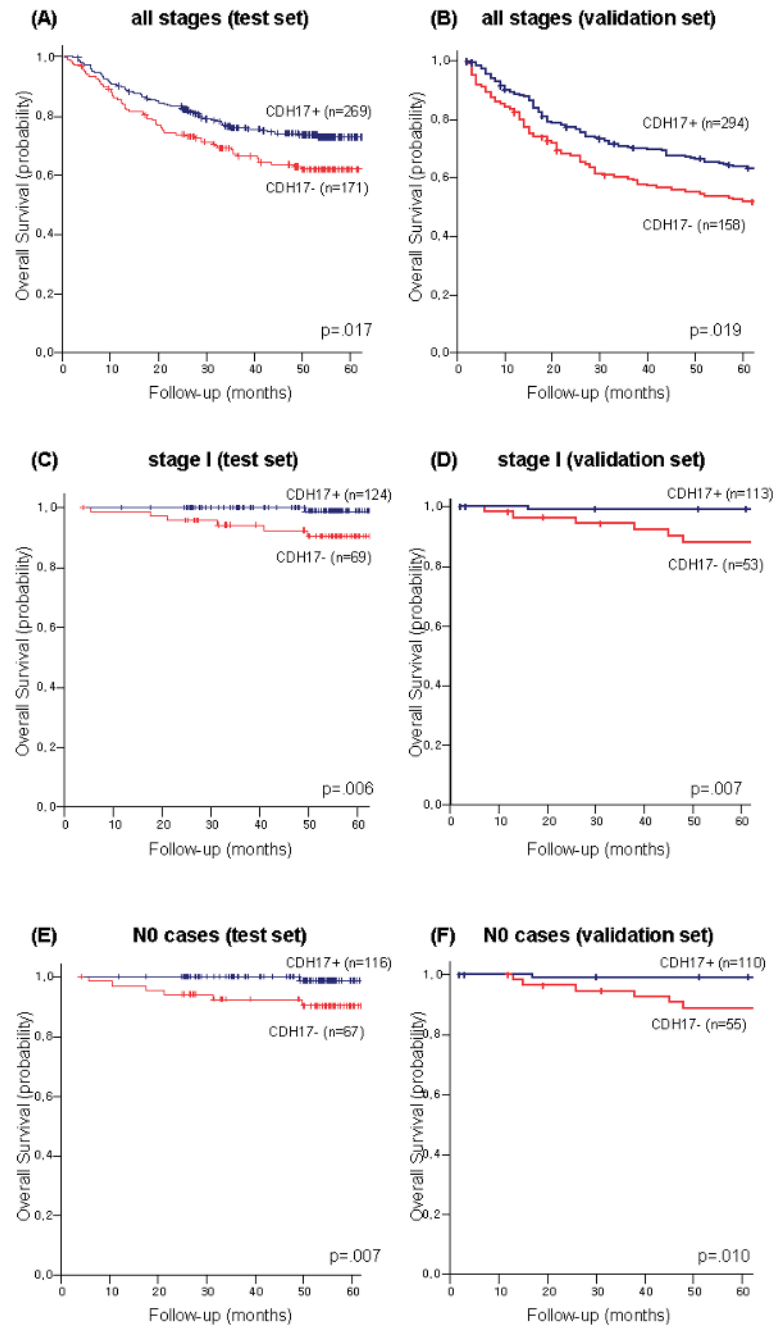 (A) all stages (test set)
Overall Survival (probability)
1,0
0,8
0,6
0,4
0,2
0,0
CDH17+ (n=269)
CDH17- (n=171)
p=.017
0 10 20 30 40 50 60
Follow-up (months)
(B) all stages (validation set)
Overall Survival (probability)
1,0
0,8
0,6
0,4
0,2
0,0
CDH17+ (n=294)
CDH17- (n=158)
p=.019
0 10 20 30 40 50 60
Follow-up (months)
(C) stage I (test set)
Overall Survival (probability)
1,0
0,8
0,6
0,4
0,2
0,0
CDH17+ (n=124)
CDH17- (n=69)
p=.006
0 10 20 30 40 50 60
Follow-up (months)
(D) stage I (validation set)
Overall Survival (probability)
1,0
0,8
0,6
0,4
0,2
0,0
CDH17+ (n=113)
CDH17- (n=53)
p=.007
0 10 20 30 40 50 60
Follow-up (months)
(E) N0 cases (test set)
Overall Survival (probability)
1,0
0,8
0,6
0,4
0,2
0,0
CDH17+ (n=116)
CDH17- (n=67)
p=.007
0 10 20 30 40 50 60
Follow-up (months)
(F) N0 cases (validation set)
Overall Survival (probability)
1,0
0,8
0,6
0,4
0,2
0,0
CDH17+ (n=110)
CDH17- (n=55)
p=.010
0 10 20 30 40 50 60
Follow-up (months)